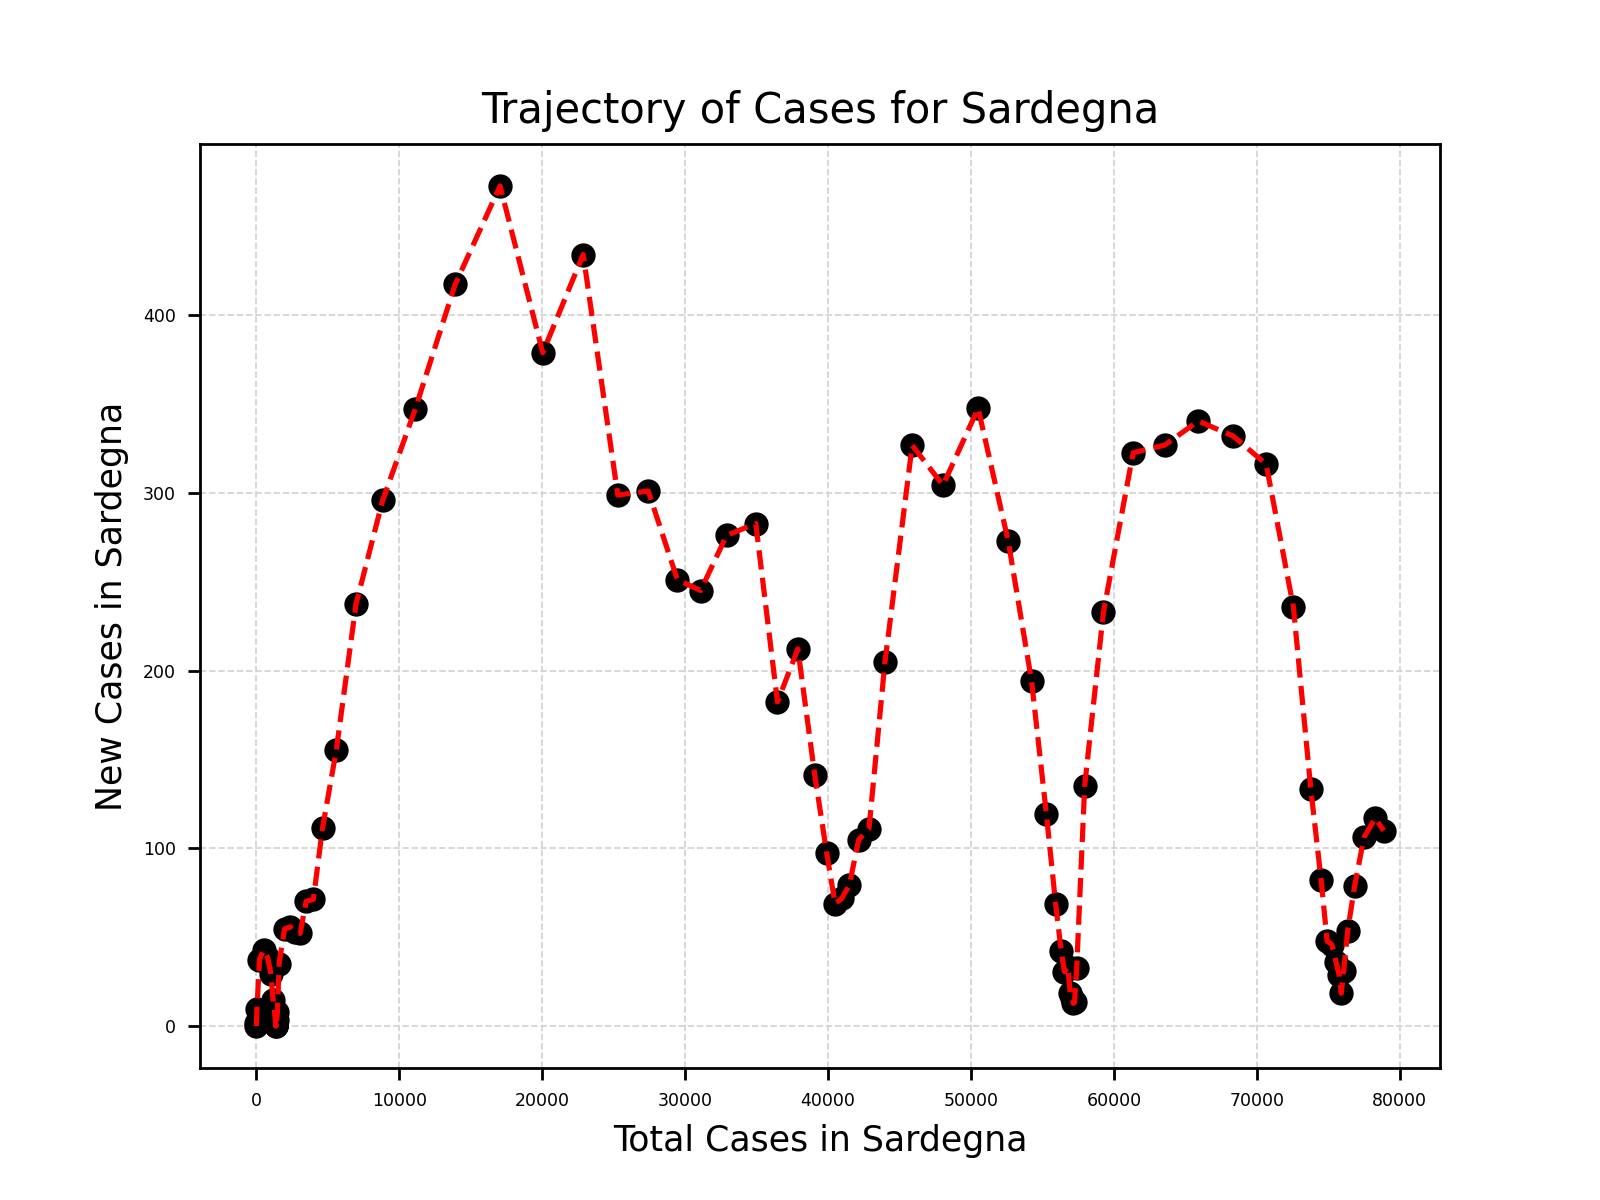 Trajectory of Cases for Sardegna
New Cases in Sardegna
400
300
200
100
0
0 10000 20000 30000 40000 50000 60000 70000 80000
Total Cases in Sardegna